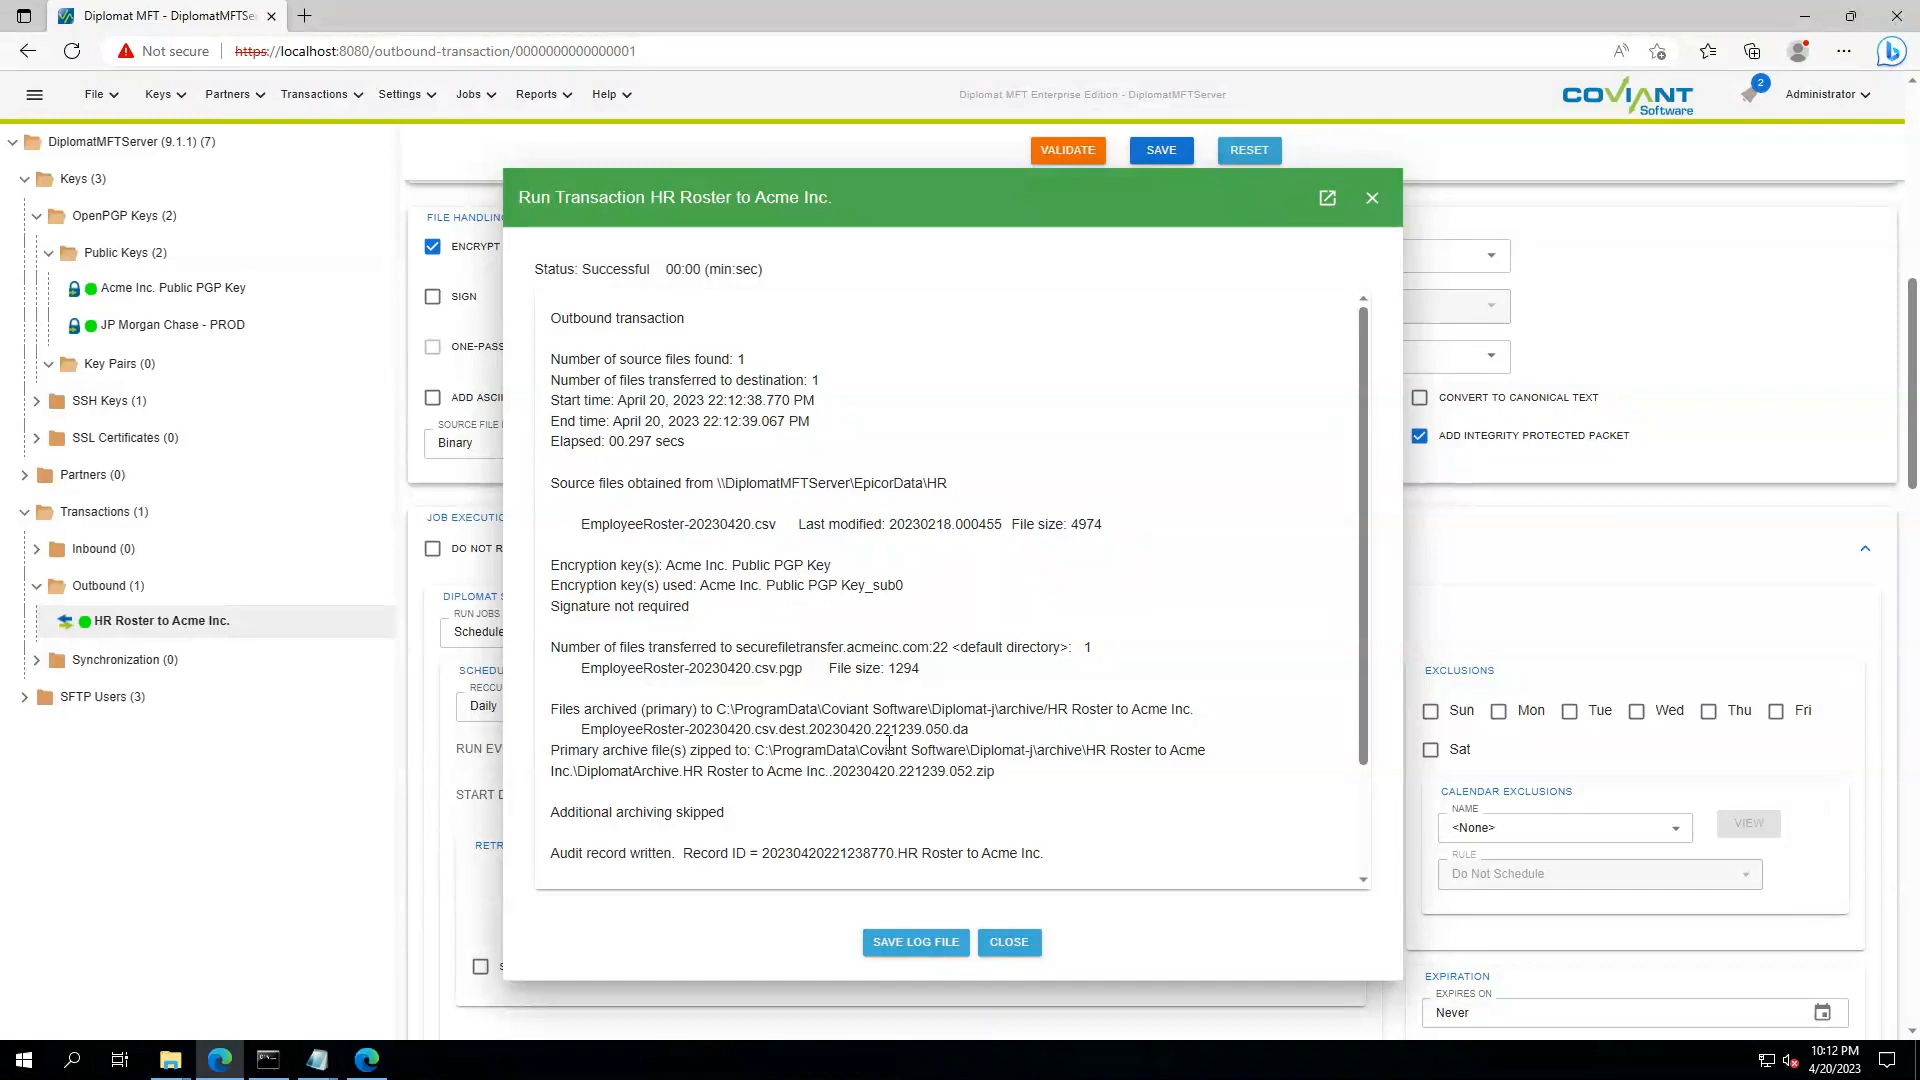 Diplomat MFT - DiplomatMFTSe
Not secure
https://localhost:8080/outbound-transaction/0000000000000001
File Keys Partners Transactions Settings Jobs Reports Help
Diplomat MFT Enterprise Edition - DiplomatMFTServer
COVIANT
Software
2
Administrator
DiplomatMFTServer (9.1.1) (7)
Keys (3)
OpenPGP Keys (2)
Public Keys (2)
Acme Inc. Public PGP Key
JP Morgan Chase - PROD
Key Pairs (0)
SSH Keys (1)
SSL Certificates (0)
Partners (0)
Transactions (1)
Inbound (0)
Outbound (1)
HR Roster to Acme Inc.
Synchronization (0)
SFTP Users (3)
VALIDATE SAVE RESET
FILE HANDLING
ENCRYPT
SIGN
ONE-PASS
ADD ASCII
SOURCE FILE
Binary
JOB EXECUTIO
DO NOT R
DIPLOMAT S
RUN JOBS
Schedule
SCHEDU
RECCU
Daily
RUN EV
START D
RETR
S
Run Transaction HR Roster to Acme Inc.
Status: Successful 00:00 (min:sec)
Outbound transaction
Number of source files found: 1
Number of files transferred to destination: 1
Start time: April 20, 2023 22:12:38.770 PM
End time: April 20, 2023 22:12:39.067 PM
Elapsed: 00.297 secs
Source files obtained from \\DiplomatMFTServer\EpicorData\HR
EmployeeRoster-20230420.csv Last modified: 20230218.000455 File size: 4974
Encryption key(s): Acme Inc. Public PGP Key
Encryption key(s) used: Acme Inc. Public PGP Key_sub0
Signature not required
Number of files transferred to securefiletransfer.acmeinc.com:22 <default directory>: 1
EmployeeRoster-20230420.csv.pgp File size: 1294
Files archived (primary) to C:\ProgramData\Coviant Software\Diplomat-j\archive/HR Roster to Acme Inc.
EmployeeRoster-20230420.csv.dest.20230420.221239.050.da
Primary archive file(s) zipped to: C:\ProgramData\Coviant Software\Diplomat-j\archive\HR Roster to Acme
Inc.\DiplomatArchive.HR Roster to Acme Inc..20230420.221239.052.zip
Additional archiving skipped
Audit record written. Record ID = 20230420221238770.HR Roster to Acme Inc.
SAVE LOG FILE CLOSE
CONVERT TO CANONICAL TEXT
ADD INTEGRITY PROTECTED PACKET
EXCLUSIONS
Sun Mon Tue Wed Thu Fri
Sat
CALENDAR EXCLUSIONS
NAME
<None>
VIEW
RULE
Do Not Schedule
EXPIRATION
EXPIRES ON
Never
10:12 PM
4/20/2023